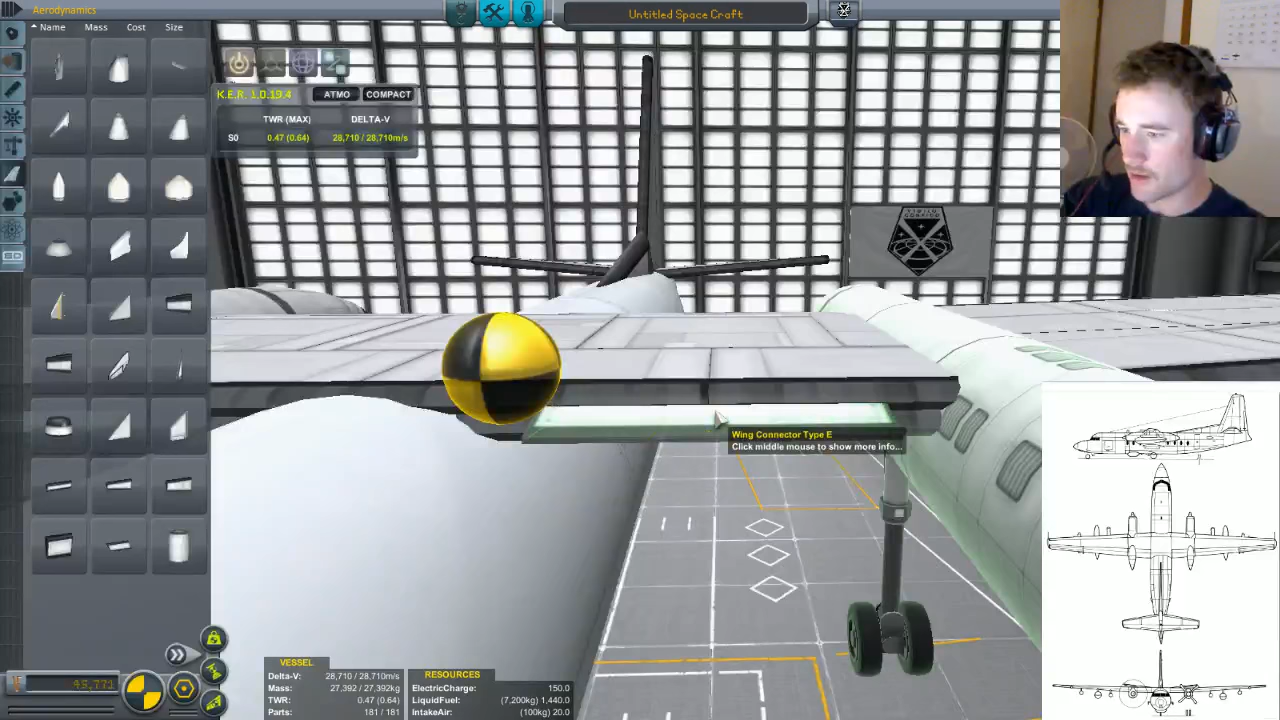 Aerodynamics
Untitled Space Craft
Name Mass Cost Size
K.E.R. 1.0.19.4 ATMO COMPACT
TWR (MAX) DELTA-V
S0 0.47 (0.64) 28,710 / 28,710m/s
Wing Connector Type E
Click middle mouse to show more info...
VESSEL
Delta-V: 28,710 / 28,710m/s
Mass: 27,392 / 27,392kg
TWR: 0.47 (0.64)
Parts: 181 / 181
RESOURCES
ElectricCharge: 150.0
LiquidFuel: (7,200kg) 1,440.0
IntakeAir: (100kg) 20.0
45,771